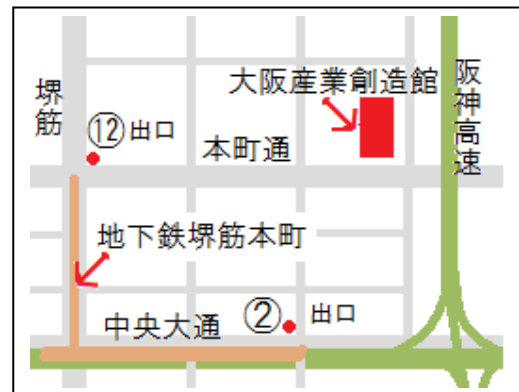 大阪産業創造館
阪神高速
堺筋
⑫出口
本町通
地下鉄堺筋本町
中央大通
②出口